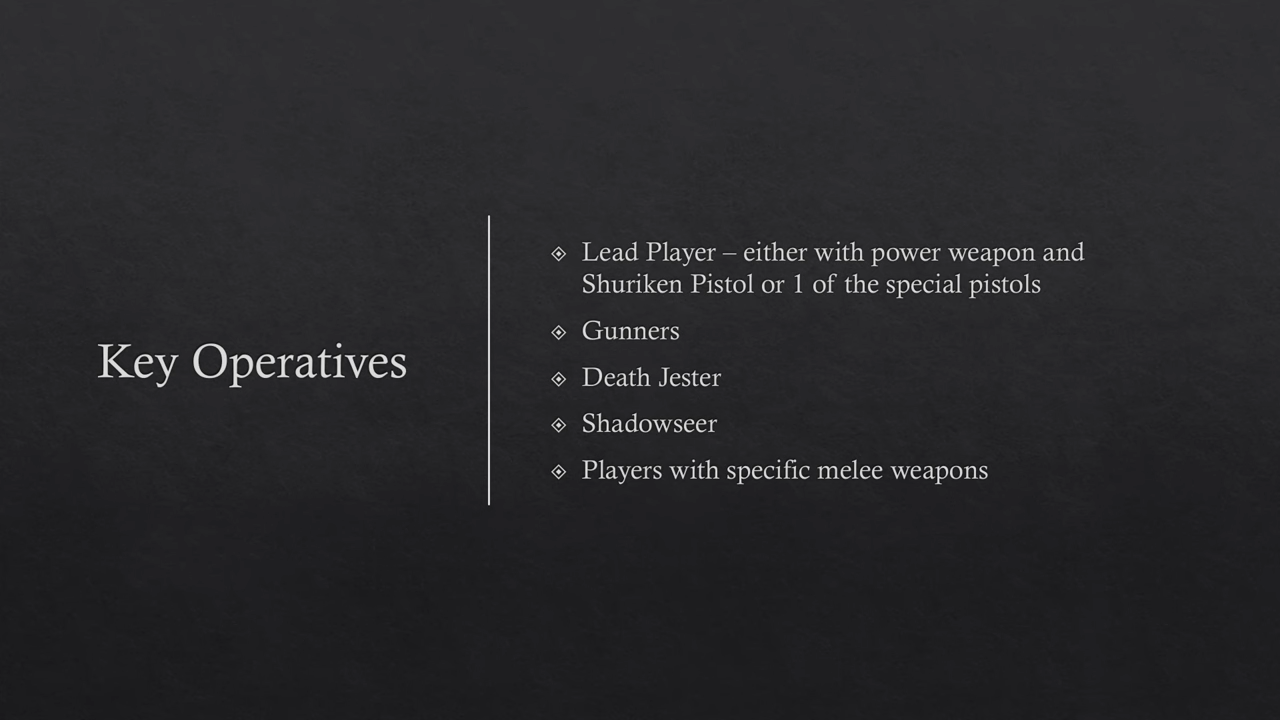 Key Operatives
Lead Player – either with power weapon and
Shuriken Pistol or 1 of the special pistols
Gunners
Death Jester
Shadowseer
Players with specific melee weapons